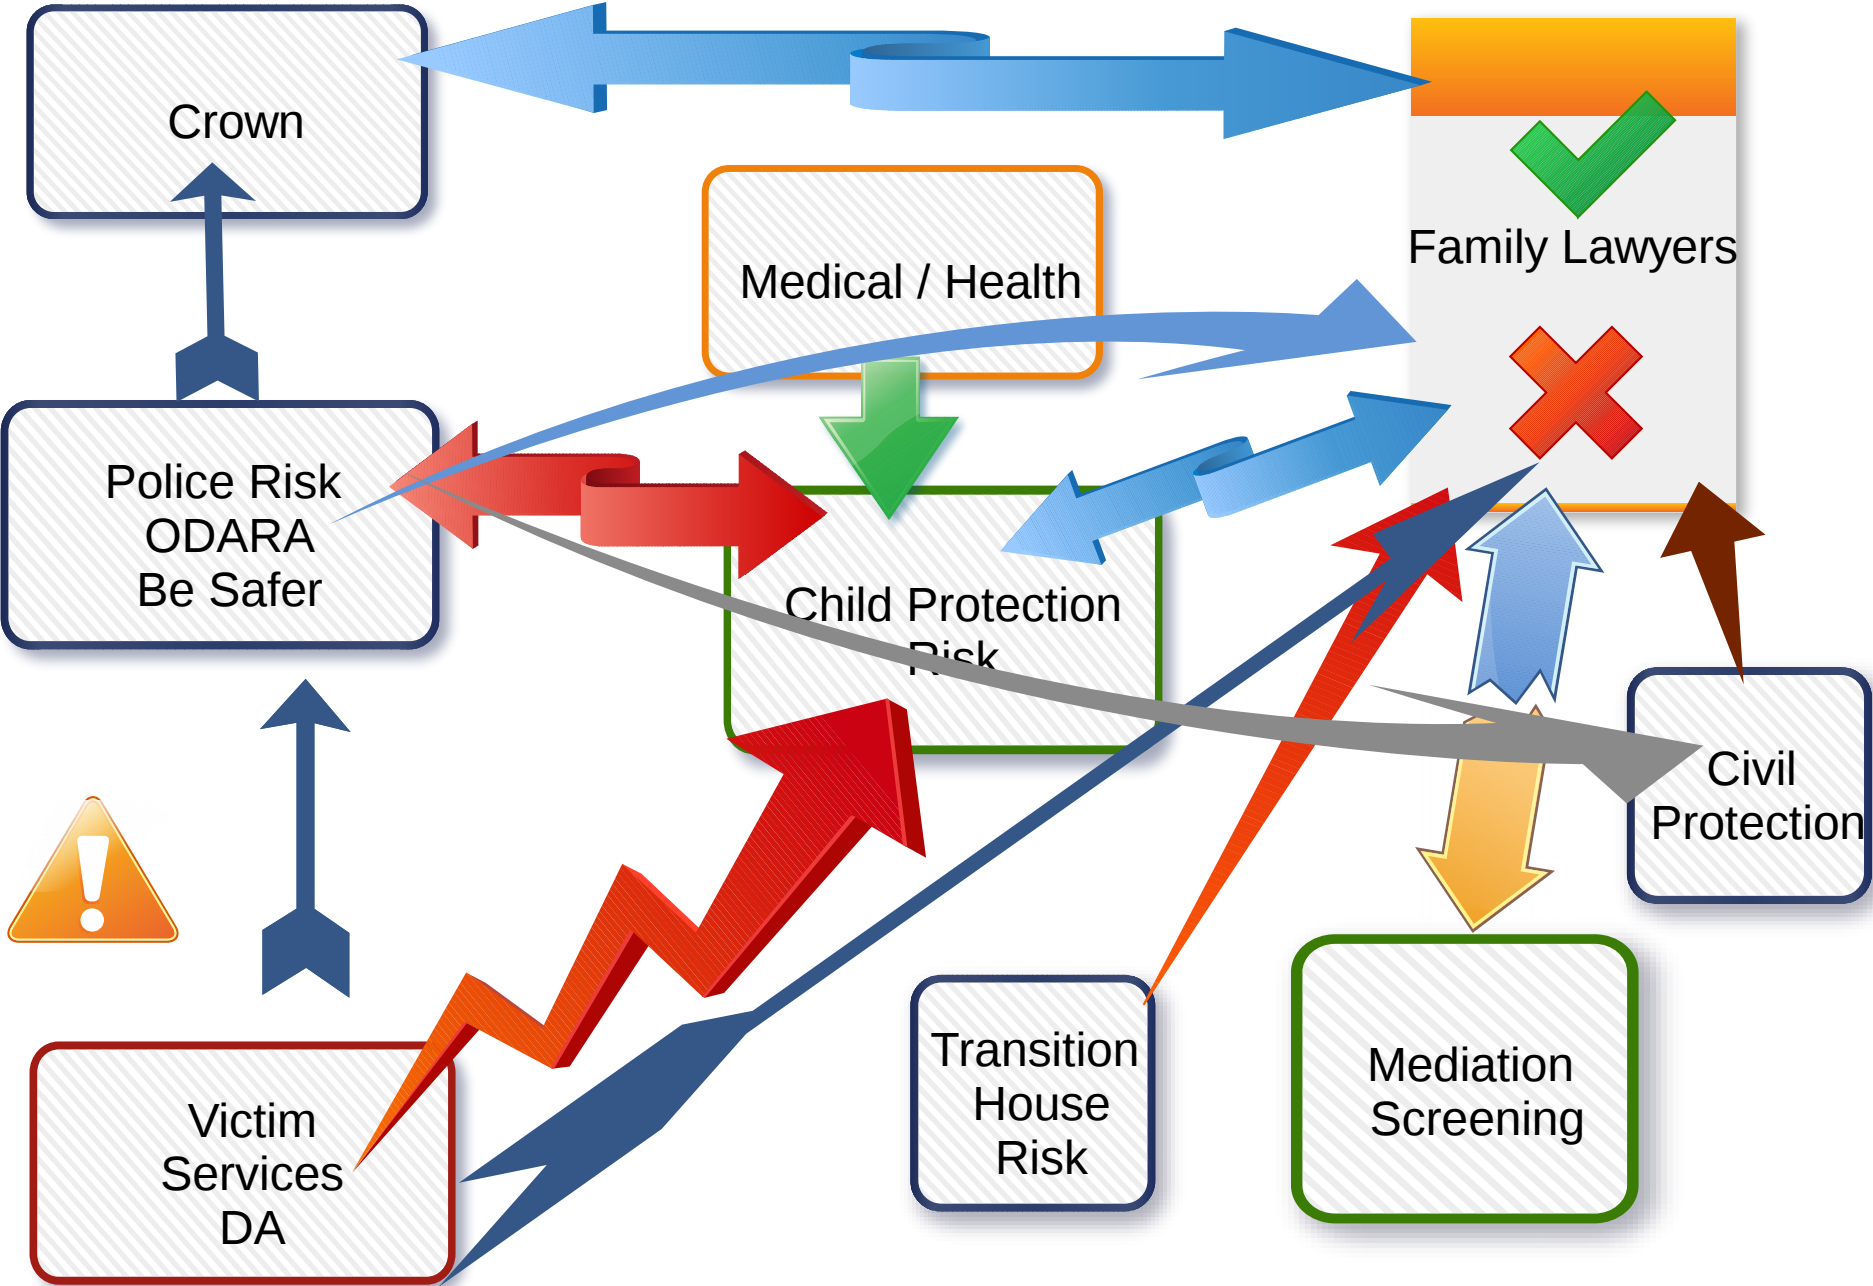 Crown
Family Lawyers
Medical / Health
Police Risk
ODARA
Be Safer
Child Protection
Risk
Civil
Protection
Transition
House
Risk
Mediation
Screening
Victim
Services
DA